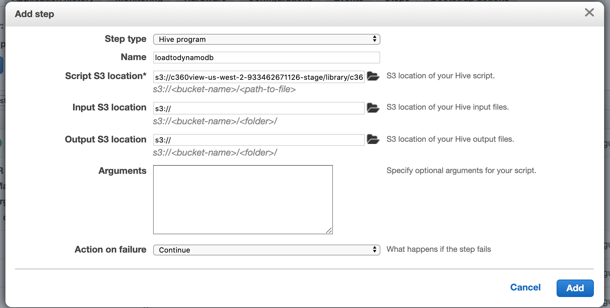 Add step
Step type Hive program
Name loadtodynamodb
Script S3 location* s3://c360view-us-west-2-933462671126-stage/library/c36 S3 location of your Hive script.
s3://<bucket-name>/<path-to-file>
Input S3 location s3:// S3 location of your Hive input files.
s3://<bucket-name>/<folder>/
Output S3 location s3:// S3 location of your Hive output files.
s3://<bucket-name>/<folder>/
Arguments Specify optional arguments for your script.
Action on failure Continue What happens if the step fails
Cancel Add